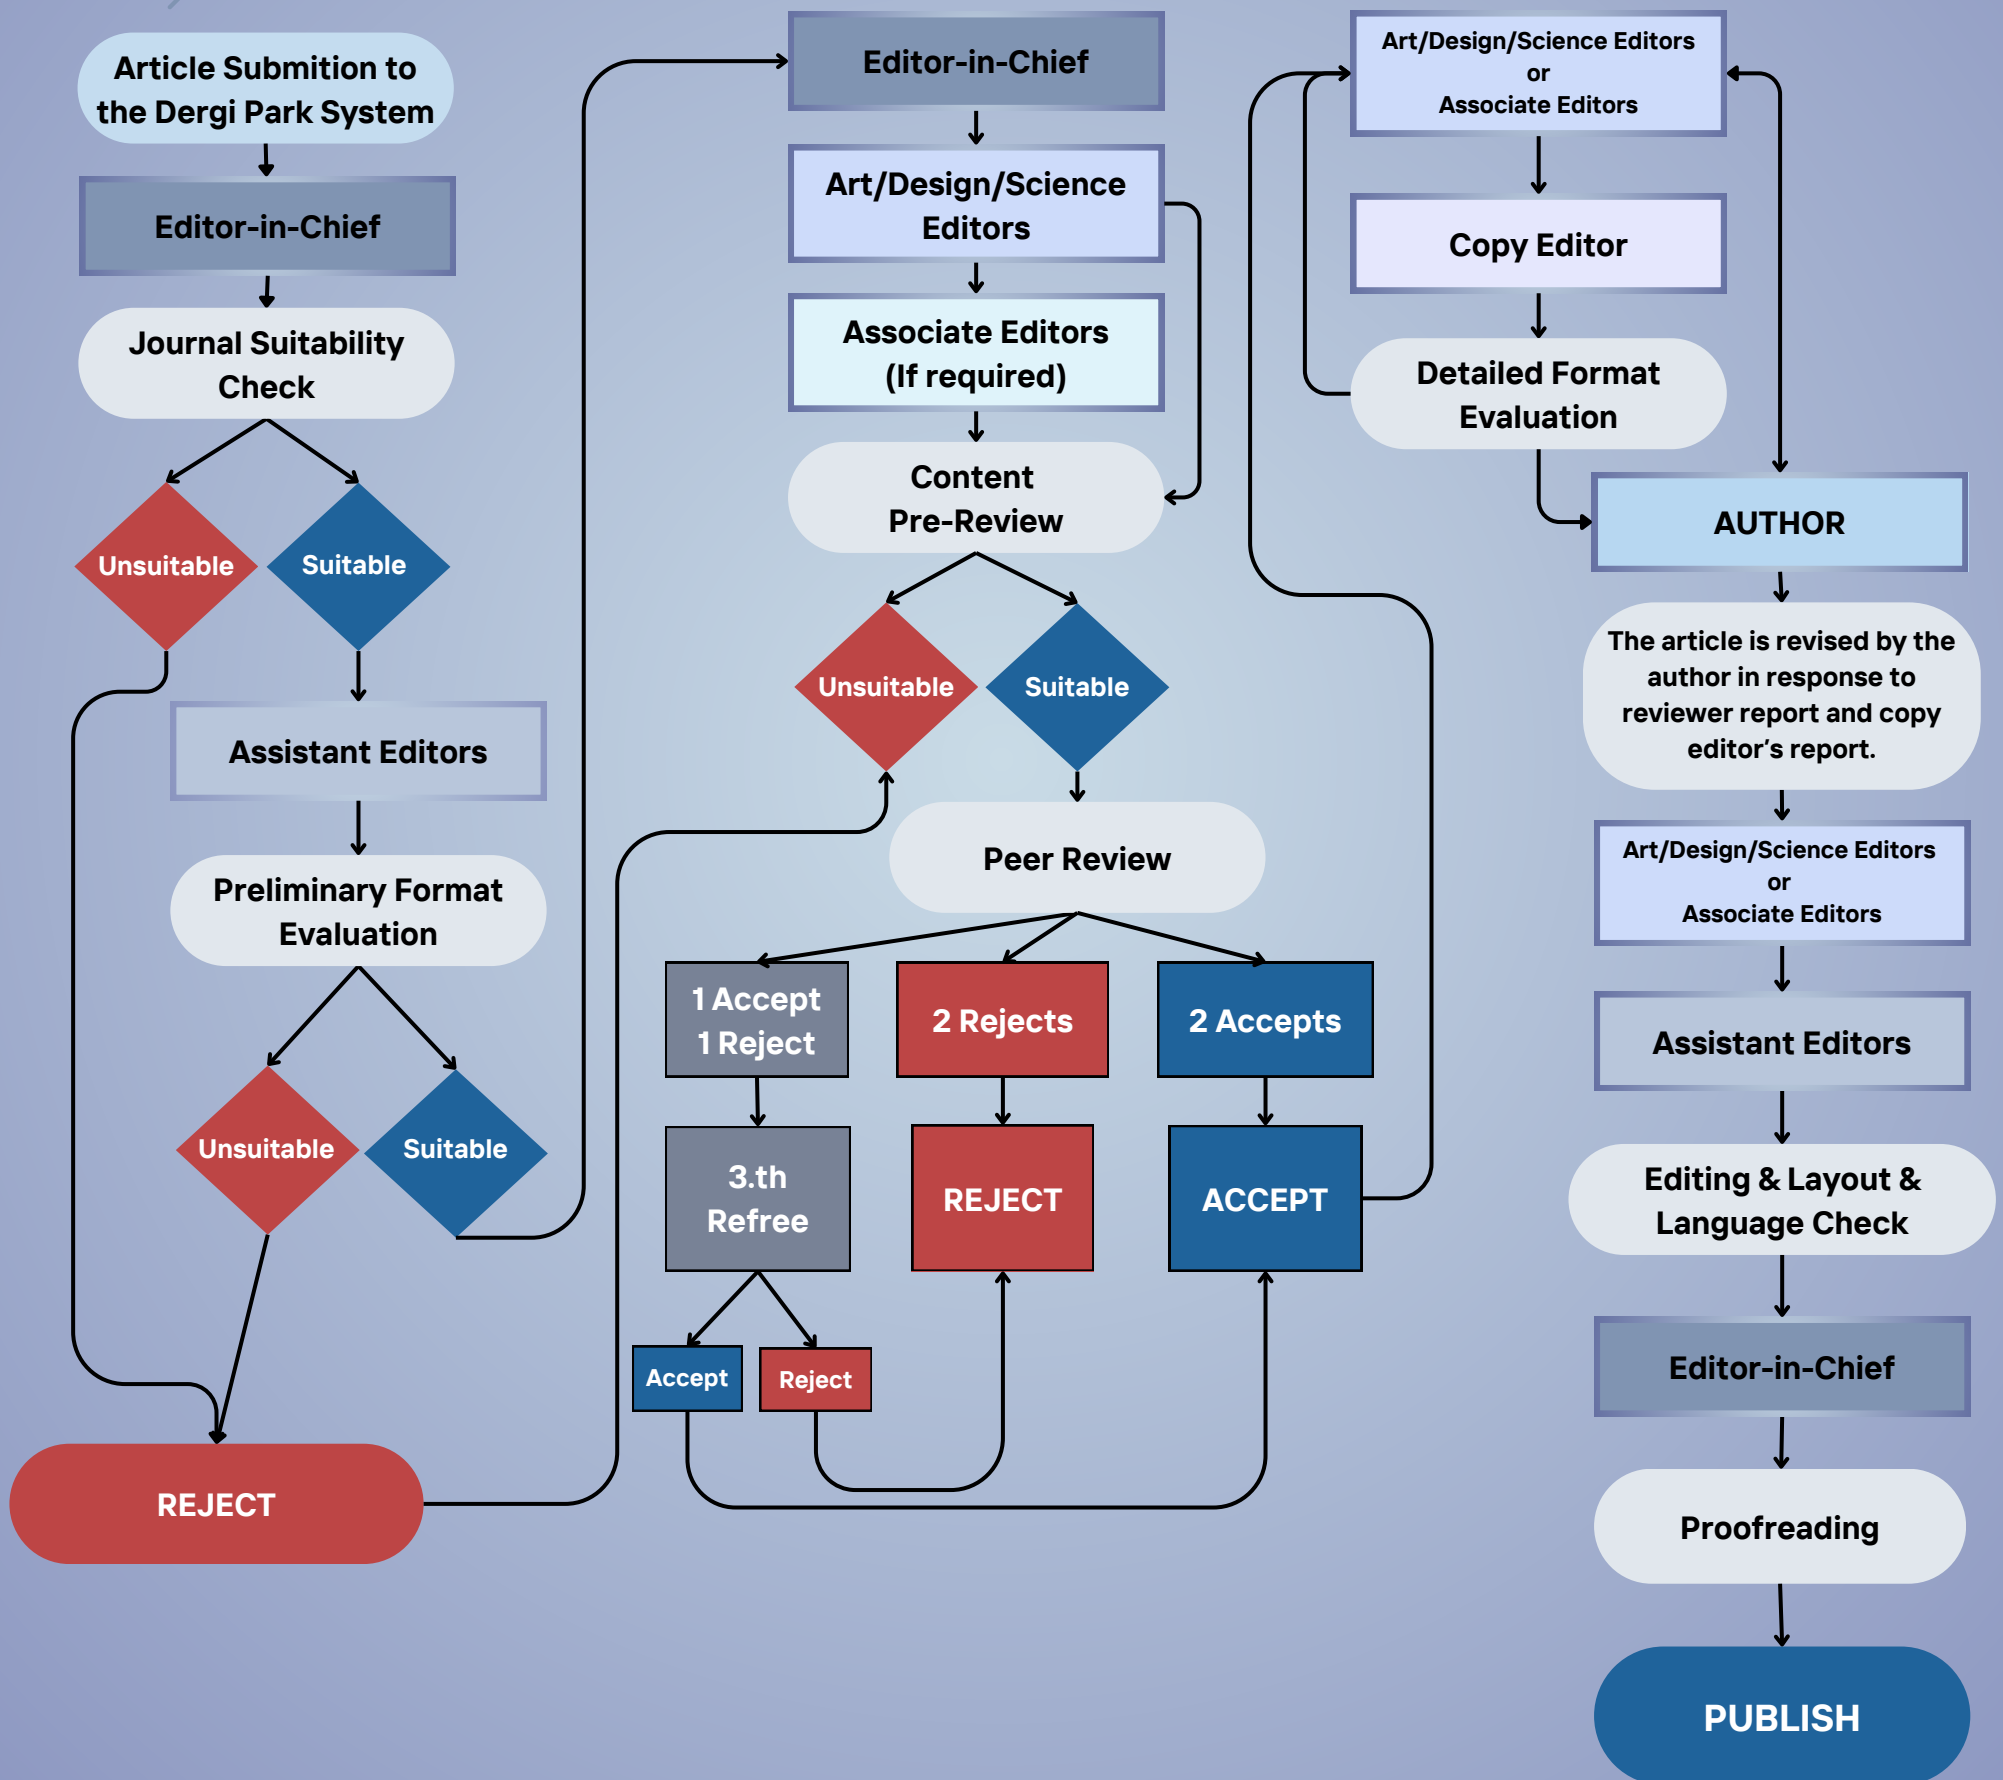 Article Submition to
the Dergi Park System
Editor-in-Chief
Journal Suitability
Check
Unsuitable
Suitable
Assistant Editors
Preliminary Format
Evaluation
Unsuitable
Suitable
REJECT
Editor-in-Chief
Art/Design/Science
Editors
Associate Editors
(If required)
Content
Pre-Review
Unsuitable
Suitable
Peer Review
1 Accept
1 Reject
2 Rejects
2 Accepts
3.th
Refree
REJECT
ACCEPT
Accept
Reject
Art/Design/Science Editors
or
Associate Editors
Copy Editor
Detailed Format
Evaluation
AUTHOR
The article is revised by the
author in response to
reviewer report and copy
editor's report.
Art/Design/Science Editors
or
Associate Editors
Assistant Editors
Editing & Layout &
Language Check
Editor-in-Chief
Proofreading
PUBLISH